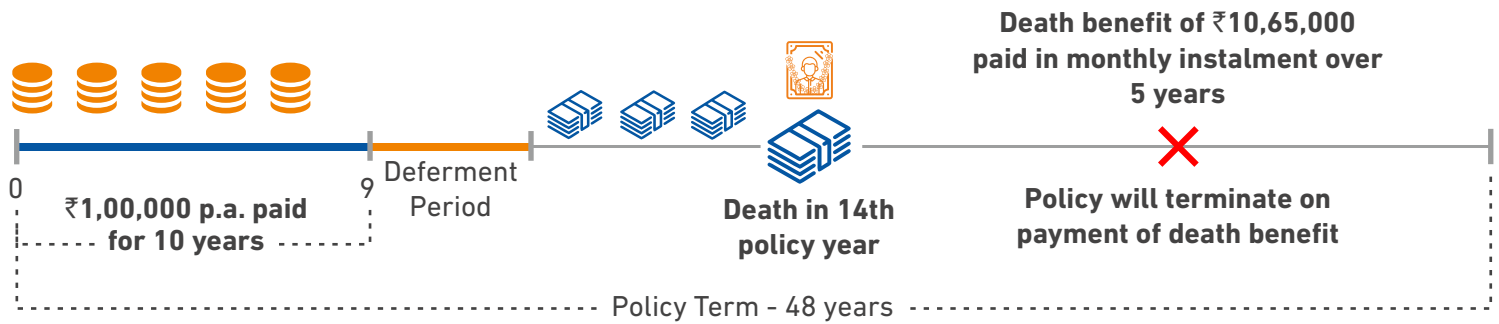 Death benefit of ₹10,65,000
paid in monthly instalment over
5 years
0
9
Deferment
Period
₹1,00,000 p.a. paid
for 10 years
Death in 14th
policy year
Policy will terminate on
payment of death benefit
Policy Term - 48 years